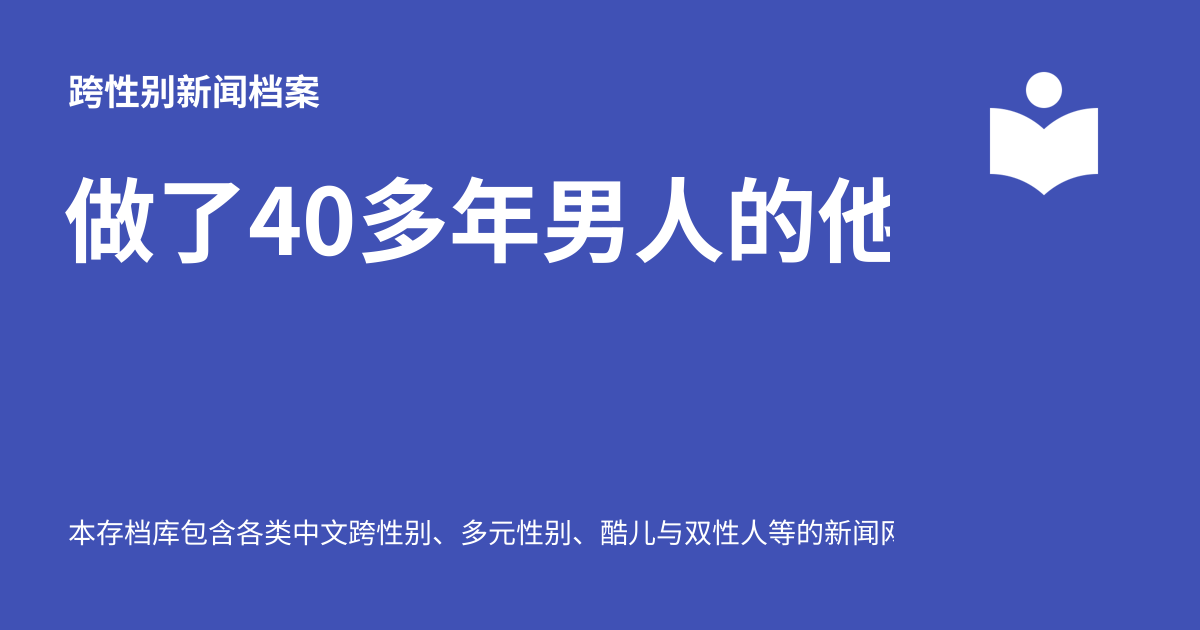 跨性别新闻档案
做了40多年男人的他
本存档库包含各类中文跨性别、多元性别、酷儿与双性人等的新闻网